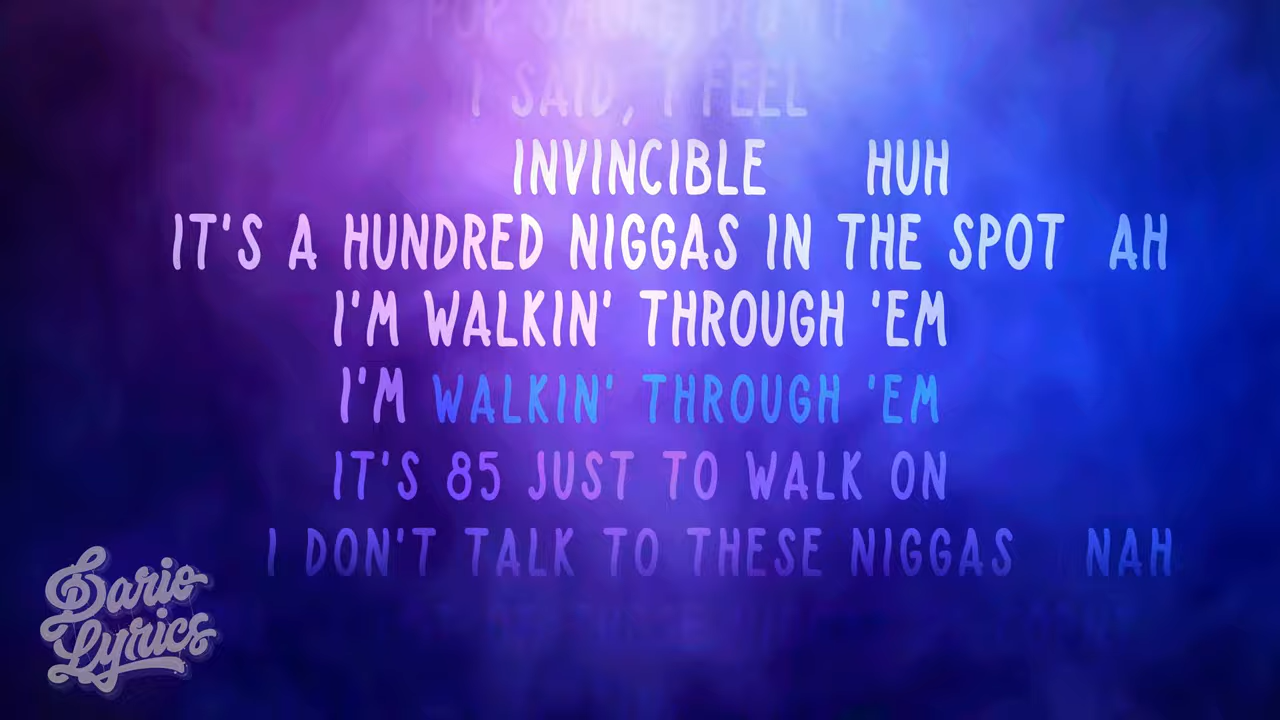 I SAID, I FEEL
INVINCIBLE HUH
IT'S A HUNDRED NIGGAS IN THE SPOT AH
I'M WALKIN' THROUGH 'EM
I'M WALKIN' THROUGH 'EM
IT'S 85 JUST TO WALK ON
I DON'T TALK TO THESE NIGGAS NAH
Dario
Lyrics